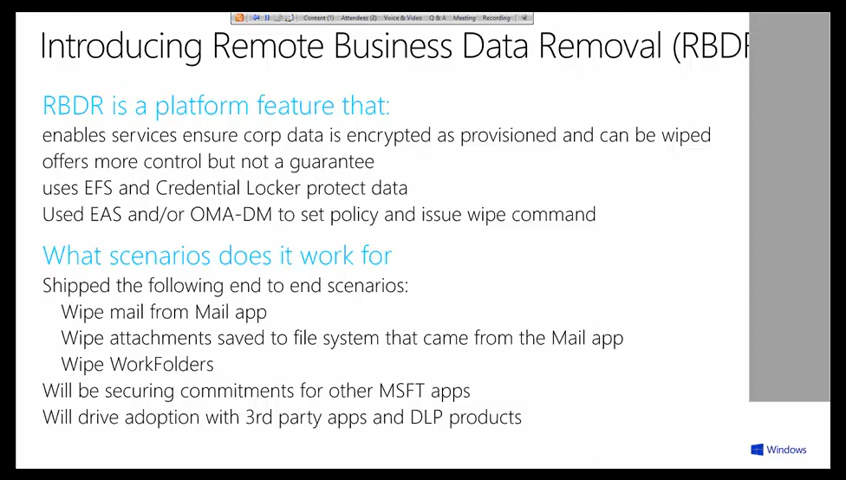 Content (1) Attendees (2) Voice & Video Q & A Meeting Recording
Introducing Remote Business Data Removal (RBDR
RBDR is a platform feature that:
enables services ensure corp data is encrypted as provisioned and can be wiped
offers more control but not a guarantee
uses EFS and Credential Locker protect data
Used EAS and/or OMA-DM to set policy and issue wipe command
What scenarios does it work for
Shipped the following end to end scenarios:
Wipe mail from Mail app
Wipe attachments saved to file system that came from the Mail app
Wipe WorkFolders
Will be securing commitments for other MSFT apps
Will drive adoption with 3rd party apps and DLP products
Windows